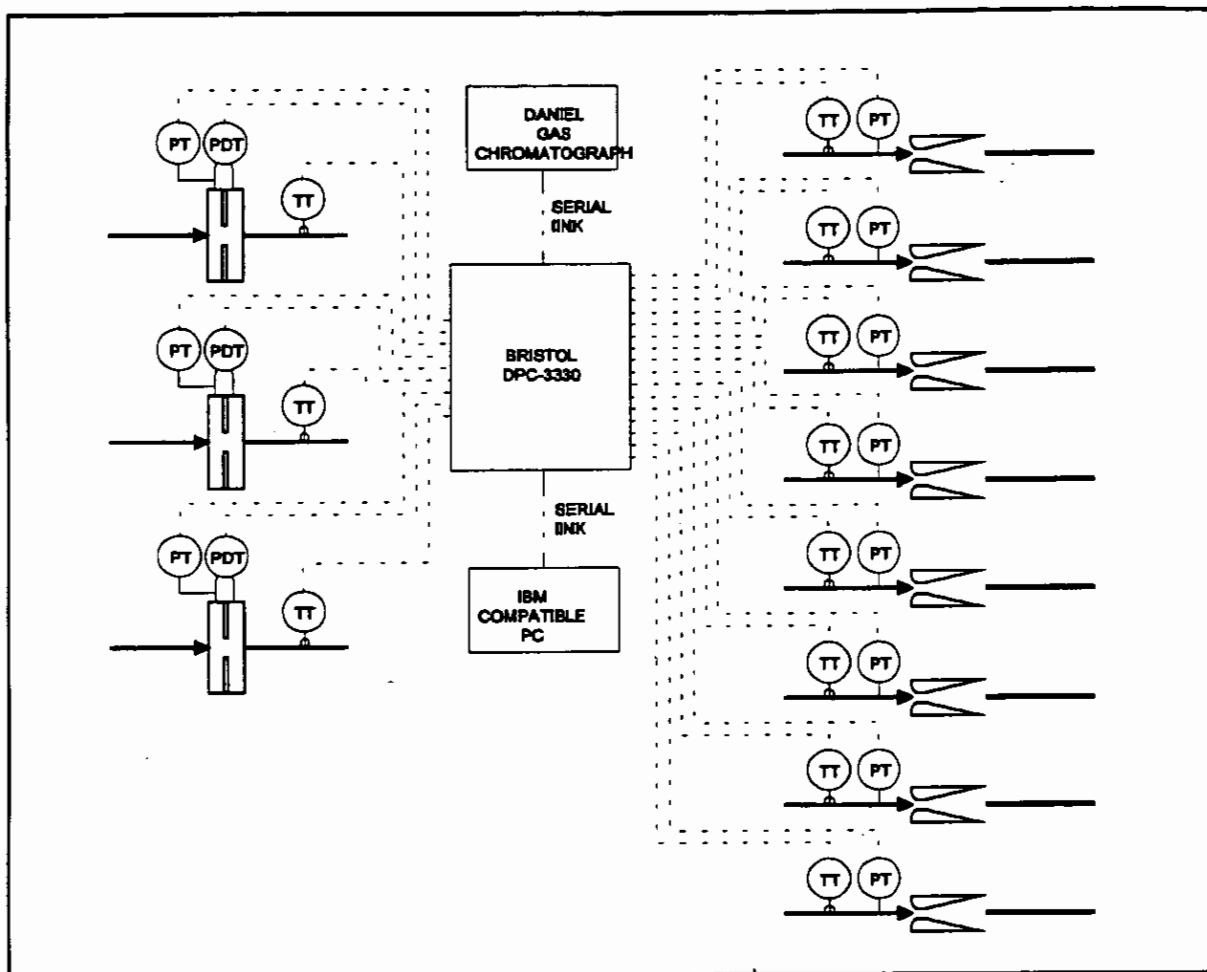 PT PDT
TT
PT PDT
TT
PT PDT
TT
DANIEL
GAS
CHROMATOGRAPH
SERIAL
LINK
BRISTOL
DPC-3330
SERIAL
LINK
IBM
COMPATIBLE
PC
TT PT
TT PT
TT PT
TT PT
TT PT
TT PT
TT PT
TT PT